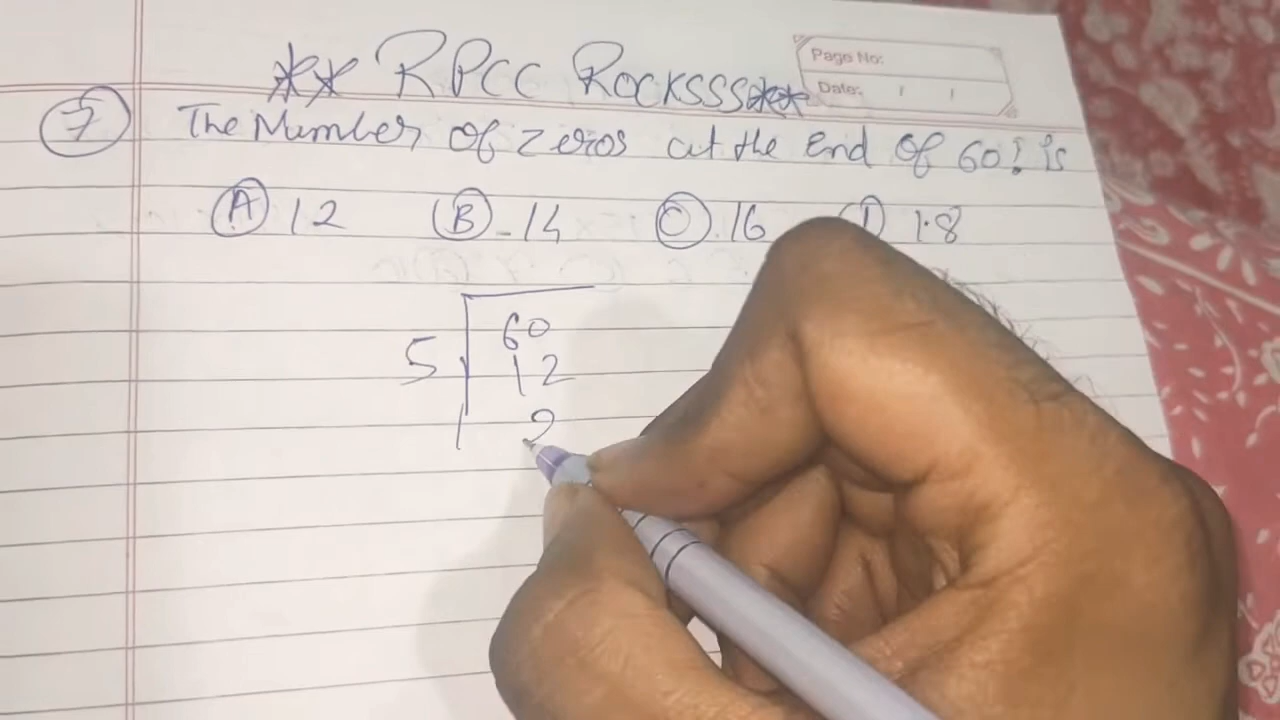 ** RPCC ROCKSSS**
Page No:
Date:
7 The Number of Zeros at the End of 60! is
A 12 B 14 C 16 D 18
60
5 12
2